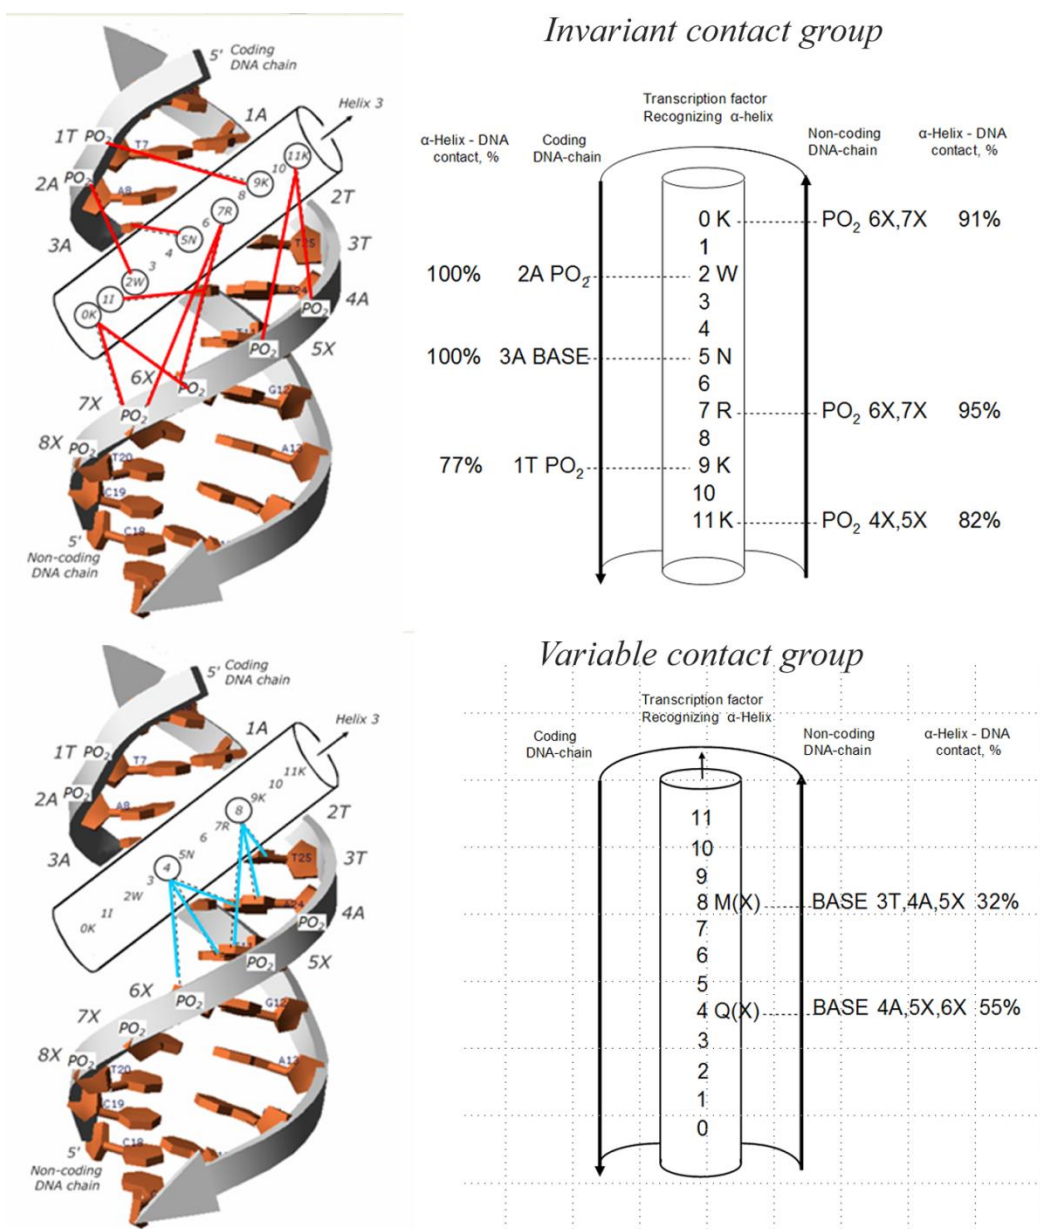 Invariant contact group
5' Coding
DNA chain
Helix 3
1A
1T PO2
T7
2A PO2
A8
3A
11K
10
9K
8
7R
6
5N
4
3
2W
1I
0K
2T
3T
T25
4A
A24
PO2
5X
PO2
6X
PO2
7X
PO2
8X PO2
G12
A13
T20
C19
C18
5'
Non-coding
DNA chain
Transcription factor
Recognizing α-helix
α-Helix - DNA
contact, %
Coding
DNA-chain
Non-coding
DNA-chain
α-Helix - DNA
contact, %
0 K PO2 6X,7X 91%
1
100% 2A PO2 2 W
3
4
100% 3A BASE 5 N
6
7 R PO2 6X,7X 95%
8
77% 1T PO2 9 K
10
11 K PO2 4X,5X 82%
Variable contact group
5' Coding
DNA chain
Helix 3
1A
1T PO2
T7
2A PO2
A8
3A
11K
10
9K
8
7R
6
5N
4
3
2W
1I
0K
2T
3T
T25
4A
A24
PO2
5X
PO2
6X
PO2
7X
PO2
8X PO2
G12
A13
T20
C19
C18
5'
Non-coding
DNA chain
Transcription factor
Recognizing α-Helix
Coding
DNA-chain
Non-coding
DNA-chain
α-Helix - DNA
contact, %
11
10
9
8 M(X) BASE 3T,4A,5X 32%
7
6
5
4 Q(X) BASE 4A,5X,6X 55%
3
2
1
0